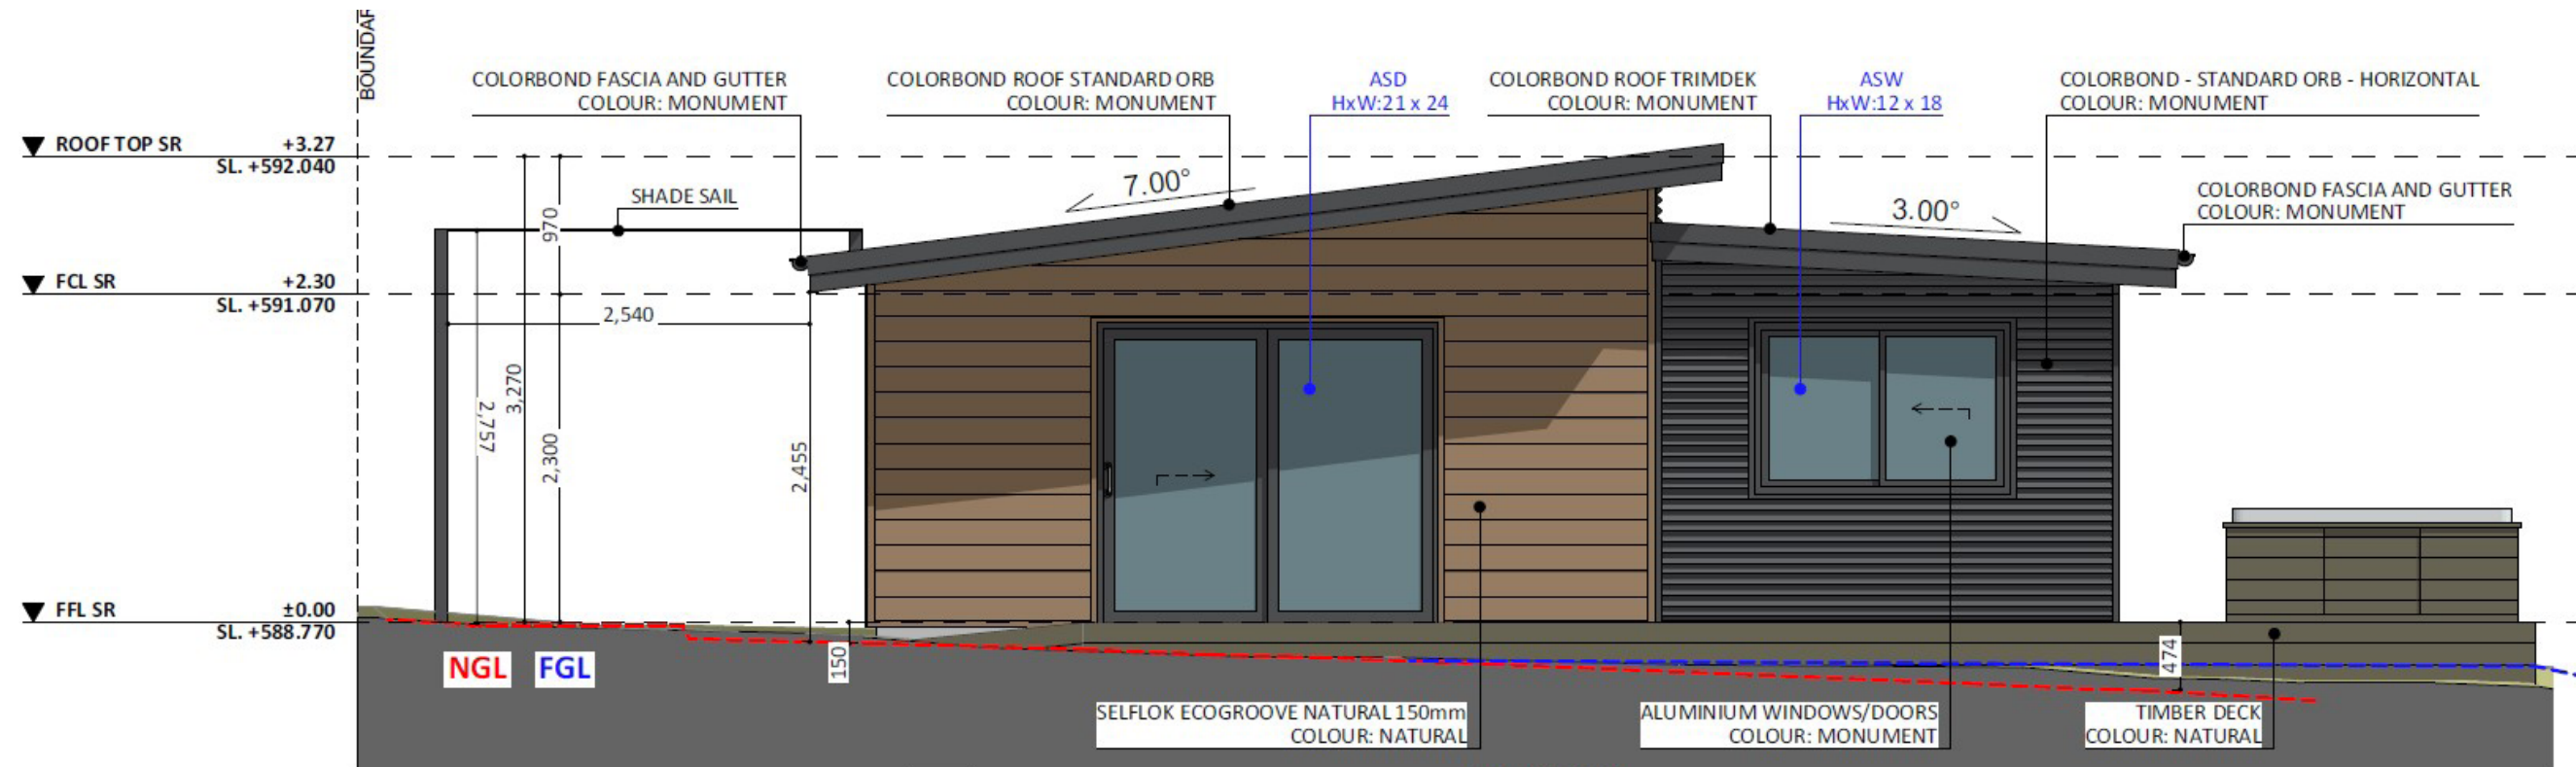 BOUNDAR
COLORBOND FASCIA AND GUTTER
COLOUR: MONUMENT
COLORBOND ROOF STANDARD ORB
COLOUR: MONUMENT
ASD
HxW:21 x 24
COLORBOND ROOF TRIMDEK
COLOUR: MONUMENT
ASW
HxW:12 x 18
COLORBOND - STANDARD ORB - HORIZONTAL
COLOUR: MONUMENT
ROOF TOP SR +3.27
SL. +592.040
SHADE SAIL
970
7.00°
3.00°
COLORBOND FASCIA AND GUTTER
COLOUR: MONUMENT
FCL SR +2.30
SL. +591.070
2,540
2,757
3,270
2,300
2,455
FFL SR ±0.00
SL. +588.770
NGL FGL
150
474
SELFLOK ECOGROOVE NATURAL 150mm
COLOUR: NATURAL
ALUMINIUM WINDOWS/DOORS
COLOUR: MONUMENT
TIMBER DECK
COLOUR: NATURAL